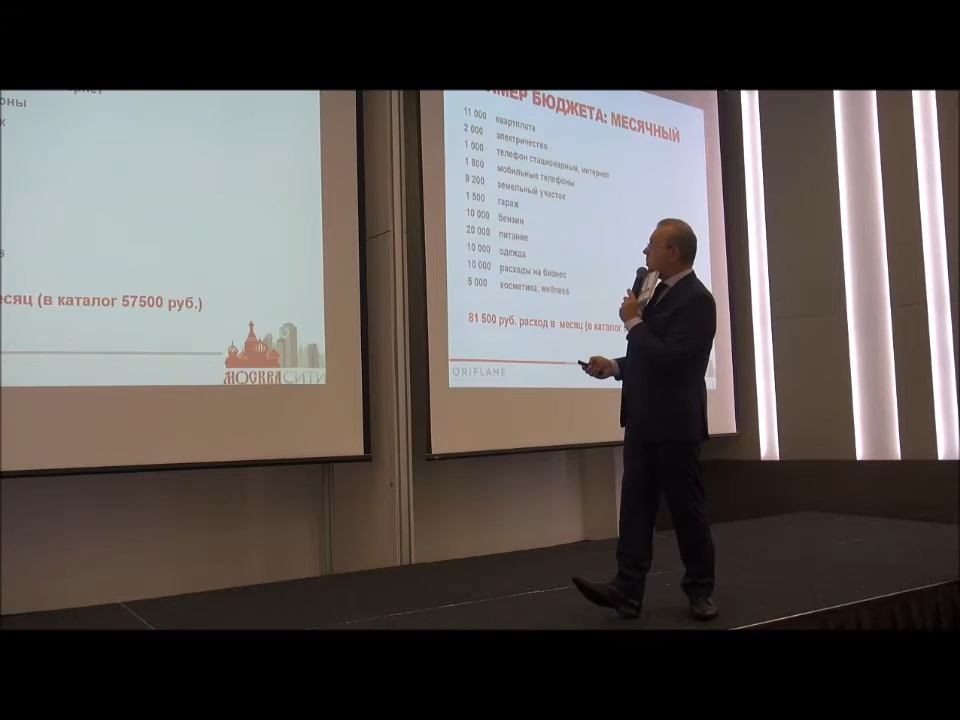 оны
есяц (в каталог 57500 руб.)
МОСКВАСИТИ
МЕР БЮДЖЕТА: МЕСЯЧНЫЙ
11 000 квартплата
2 000 электричество
1 000 телефон стационарный, интернет
1 800 мобильные телефоны
9 200 земельный участок
1 500 гараж
10 000 бензин
20 000 питание
10 000 одежда
10 000 расходы на бизнес
5 000 косметика, wellness
81 500 руб. расход в месяц (в каталог
ORIFLAME